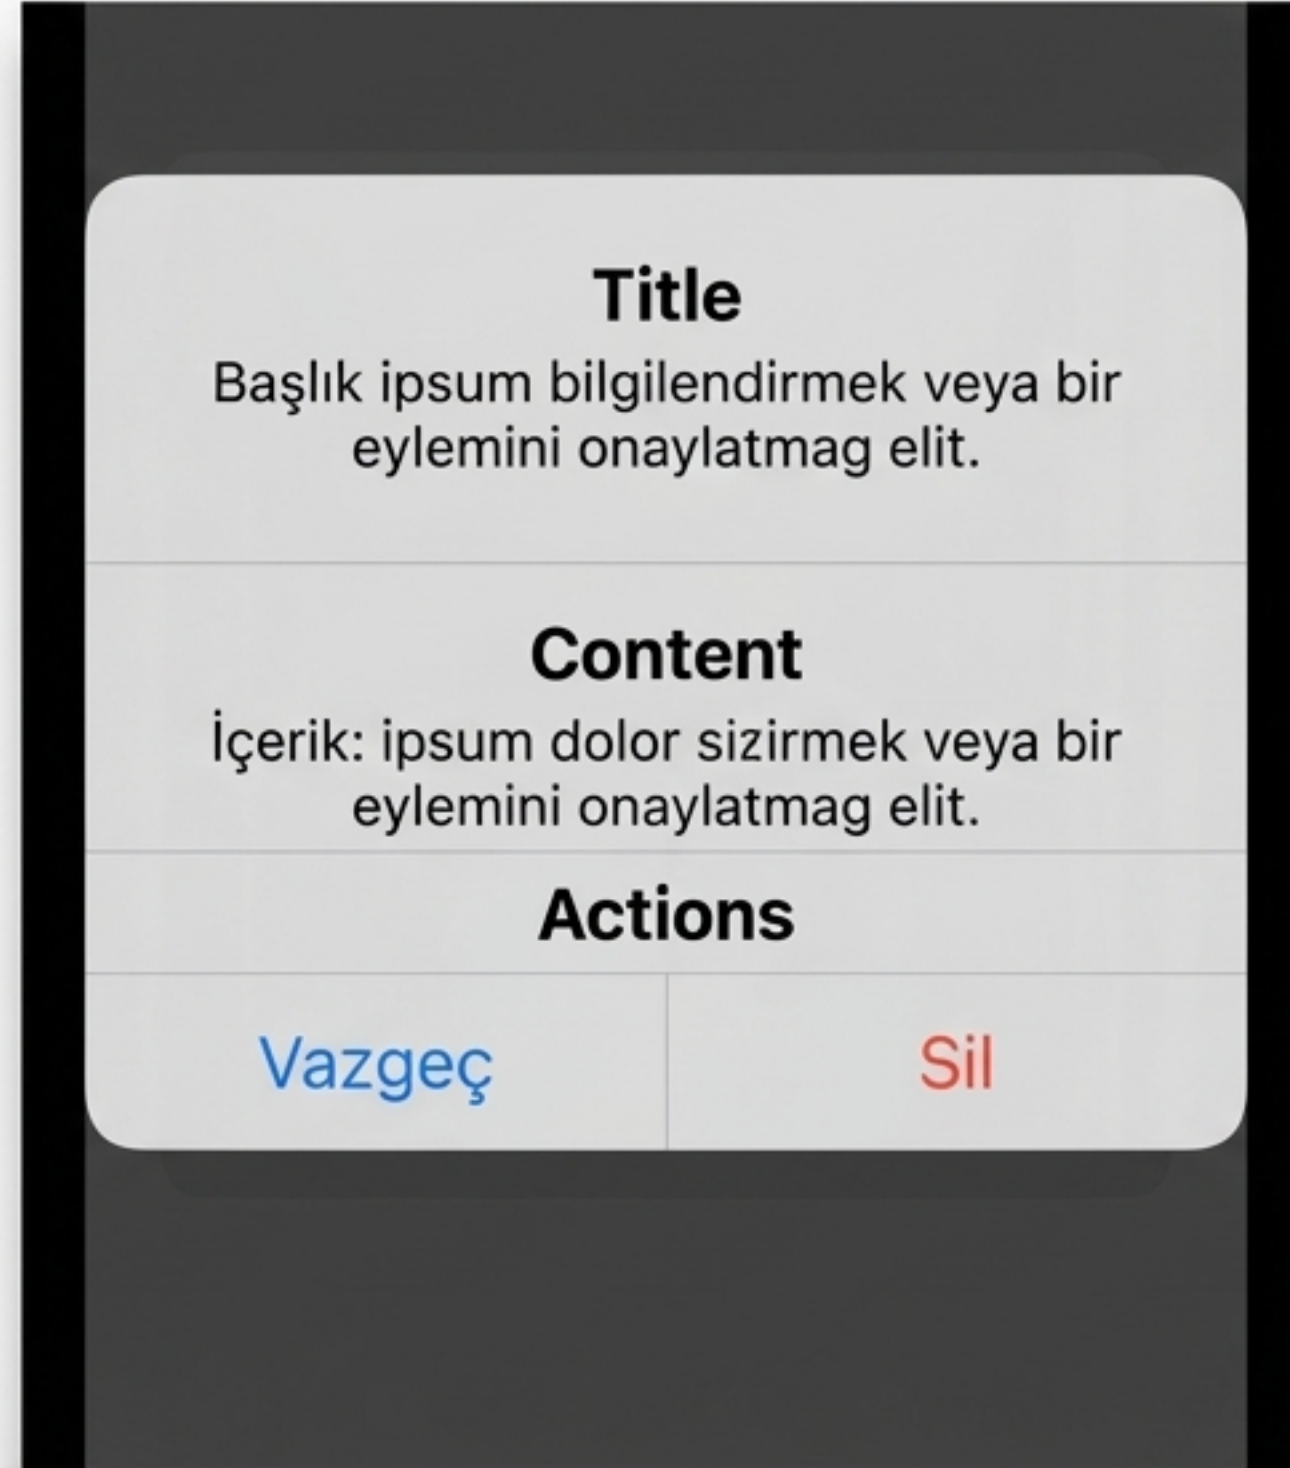 Title
Başlık ipsum bilgilendirmek veya bir
eylemini onaylatmag elit.
Content
İçerik: ipsum dolor sizirmek veya bir
eylemini onaylatmag elit.
Actions
Vazgeç
Sil